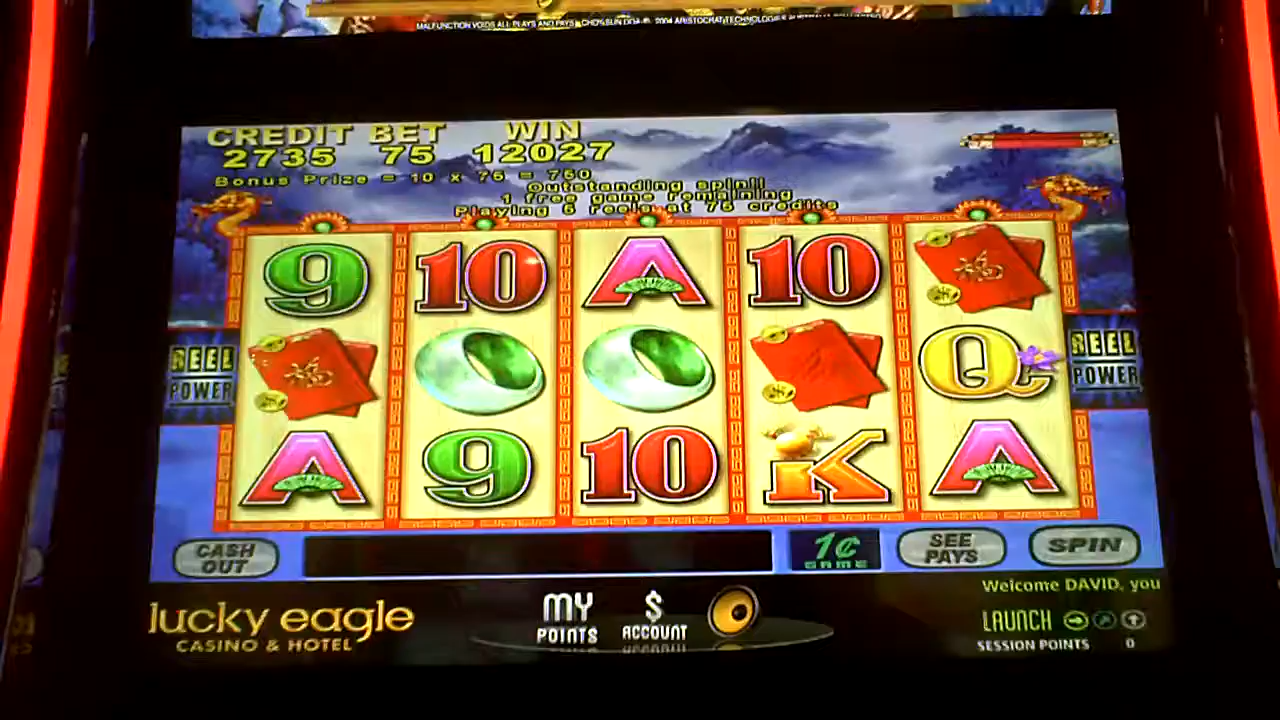 MALFUNCTION VOIDS ALL PLAYS AND PAYS
2004 ARISTOCRAT TECHNOLOGIES
CREDIT BET WIN
2735 75 12027
Bonus Prize = 10 x 75 = 750
Outstanding spin!!
1 free game remaining
Playing 5 reels at 75 credits
9 10 A 10
REEL POWER
Q
REEL POWER
A 9 10 K A
CASH OUT
1¢ GAME
SEE PAYS
SPIN
Welcome DAVID, you
lucky eagle
CASINO & HOTEL
MY POINTS
$ ACCOUNT
LAUNCH
SESSION POINTS 0